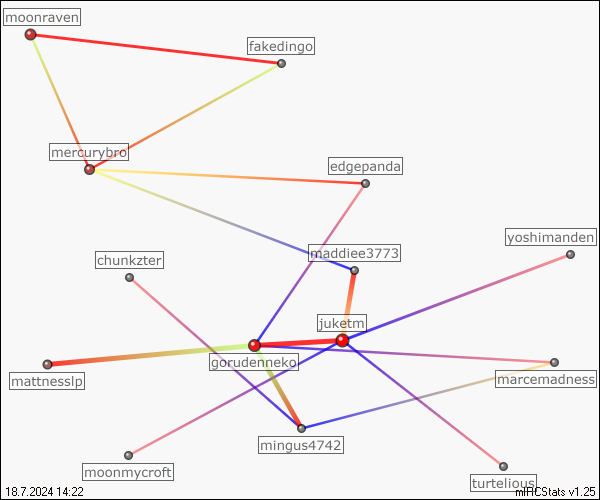 moonraven
fakedingo
mercurybro
edgepanda
yoshimanden
maddiee3773
chunkzter
juketm
gorudenneko
mattnesslp
marcemadness
mingus4742
moonmycroft
turtelious
18.7.2024 14:22
mIRCStats v1.25